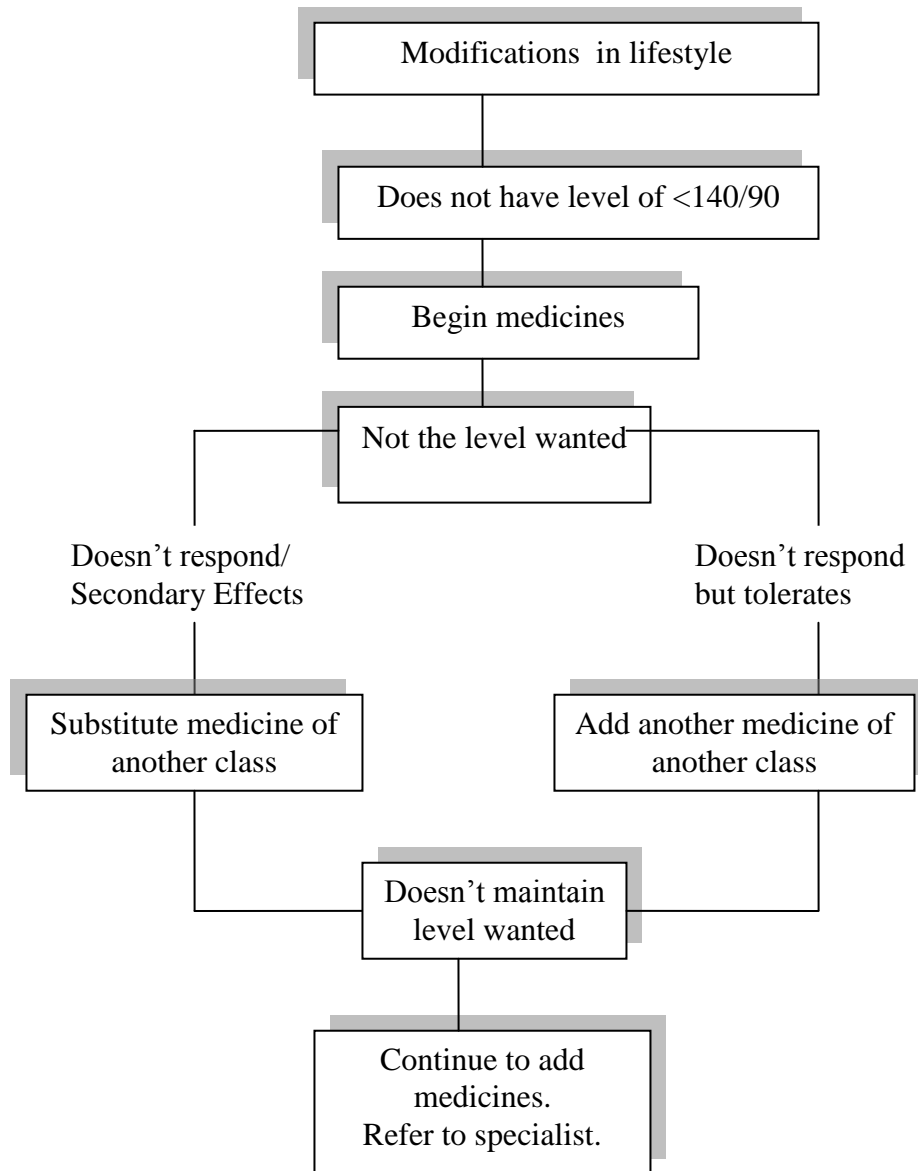 Modifications  in lifestyle
Does not have level of <140/90
Begin medicines
Not the level wanted
Doesn’t respond/
Secondary Effects
Doesn’t respond
but tolerates
Substitute medicine of
another class
Add another medicine of
another class
Doesn’t maintain
level wanted
Continue to add
medicines.
Refer to specialist.